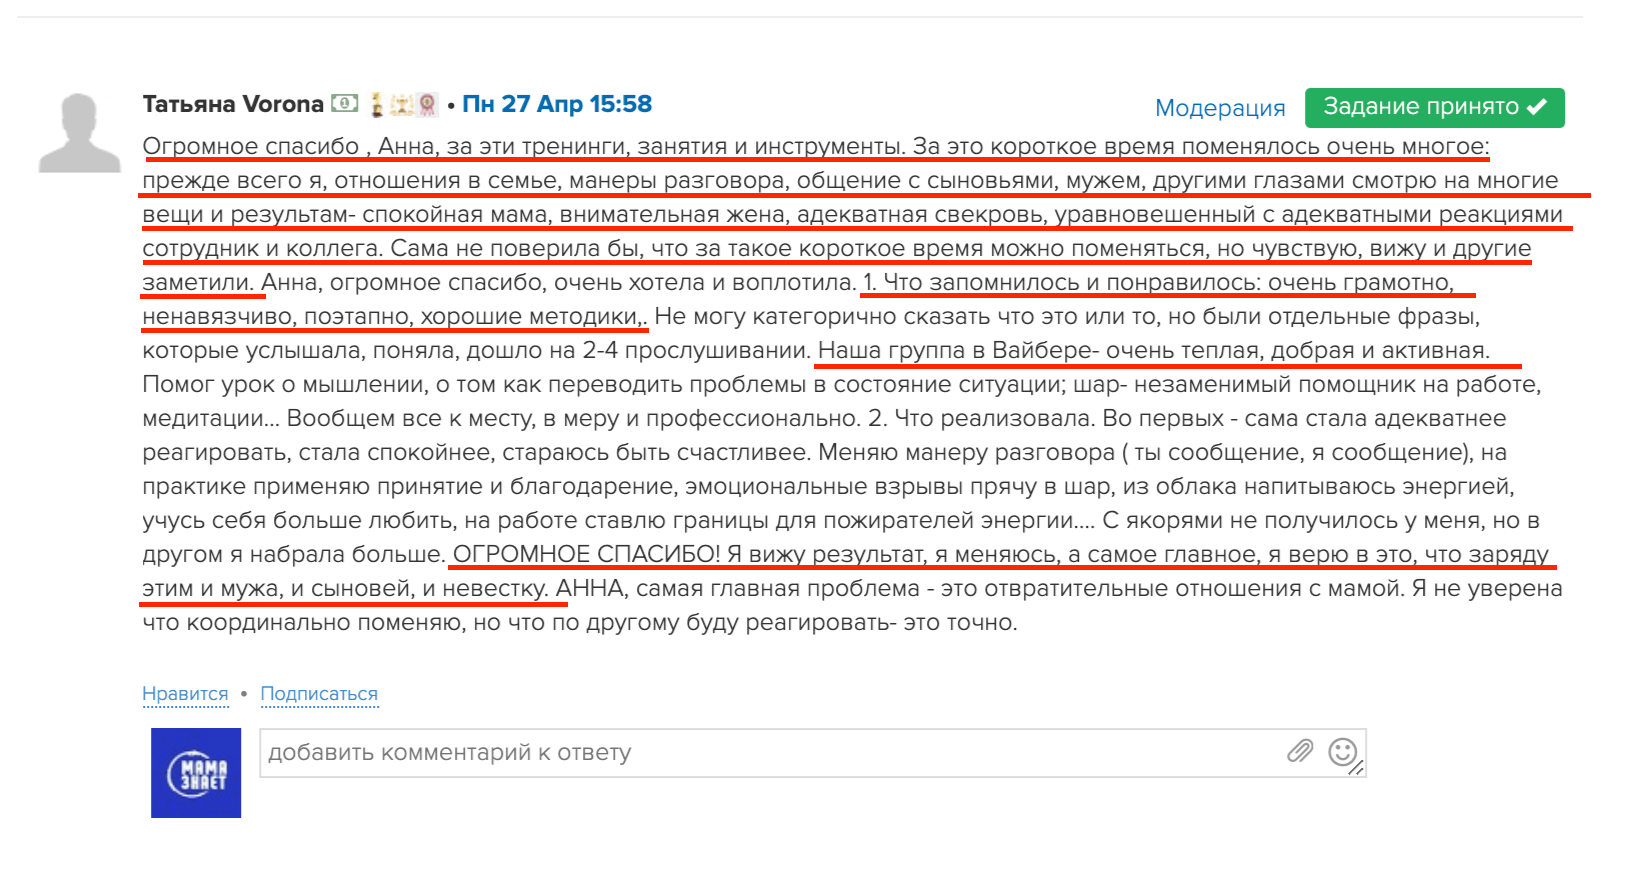 Татьяна Vorona • Пн 27 Апр 15:58
Модерация
Задание принято
Огромное спасибо , Анна, за эти тренинги, занятия и инструменты. За это короткое время поменялось очень многое:
прежде всего я, отношения в семье, манеры разговора, общение с сыновьями, мужем, другими глазами смотрю на многие
вещи и результам- спокойная мама, внимательная жена, адекватная свекровь, уравновешенный с адекватными реакциями
сотрудник и коллега. Сама не поверила бы, что за такое короткое время можно поменяться, но чувствую, вижу и другие
заметили. Анна, огромное спасибо, очень хотела и воплотила. 1. Что запомнилось и понравилось: очень грамотно,
ненавязчиво, поэтапно, хорошие методики,. Не могу категорично сказать что это или то, но были отдельные фразы,
которые услышала, поняла, дошло на 2-4 прослушивании. Наша группа в Вайбере- очень теплая, добрая и активная.
Помог урок о мышлении, о том как переводить проблемы в состояние ситуации; шар- незаменимый помощник на работе,
медитации... Вообщем все к месту, в меру и профессионально. 2. Что реализовала. Во первых - сама стала адекватнее
реагировать, стала спокойнее, стараюсь быть счастливее. Меняю манеру разговора ( ты сообщение, я сообщение), на
практике применяю принятие и благодарение, эмоциональные взрывы прячу в шар, из облака напитываюсь энергией,
учусь себя больше любить, на работе ставлю границы для пожирателей энергии.... С якорями не получилось у меня, но в
другом я набрала больше. ОГРОМНОЕ СПАСИБО! Я вижу результат, я меняюсь, а самое главное, я верю в это, что заряду
этим и мужа, и сыновей, и невестку. АННА, самая главная проблема - это отвратительные отношения с мамой. Я не уверена
что координально поменяю, но что по другому буду реагировать- это точно.
Нравится • Подписаться
МАМА
ЗНАЕТ
добавить комментарий к ответу